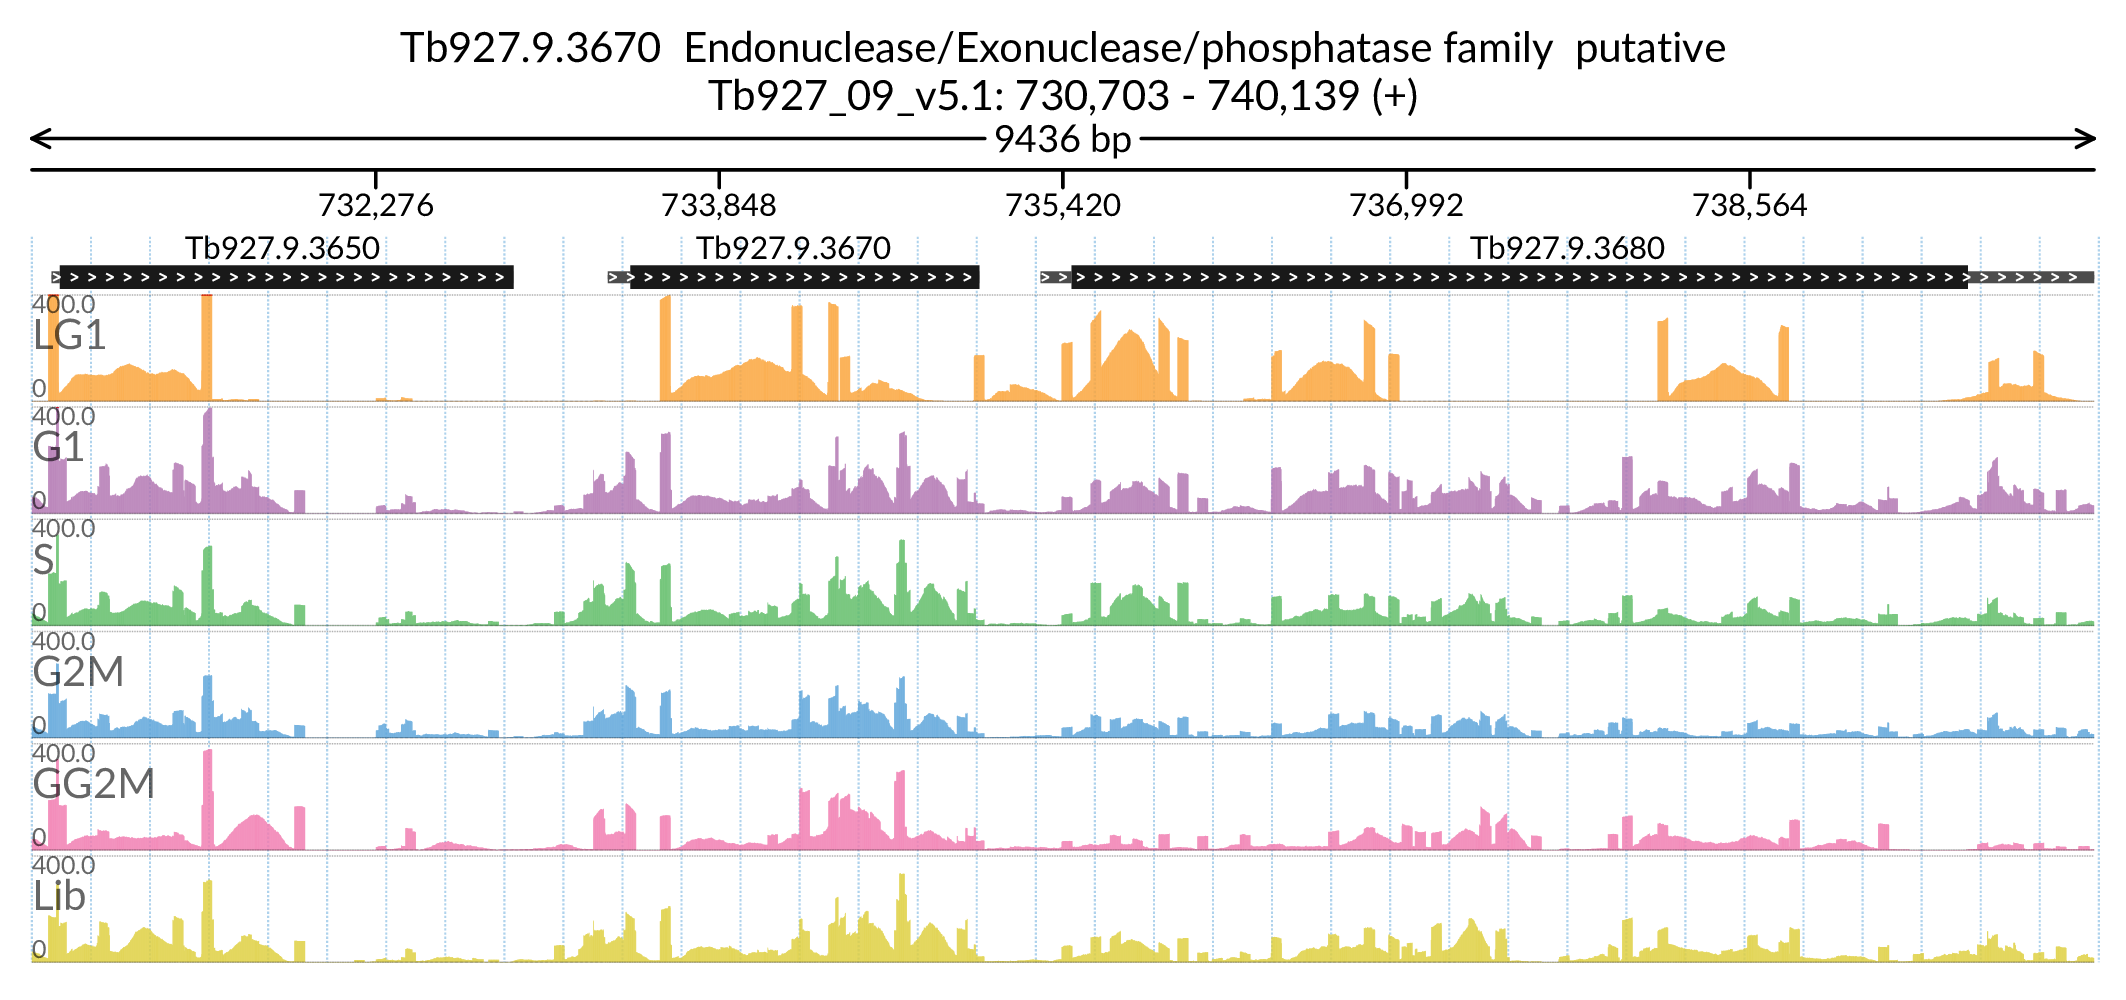 Tb927.9.3670  Endonuclease/Exonuclease/phosphatase family  putative
Tb927_09_v5.1: 730,703 - 740,139 (+)
9436 bp
732,276 733,848 735,420 736,992 738,564
Tb927.9.3650 Tb927.9.3670 Tb927.9.3680
400.0
LG1
0
400.0
G1
0
400.0
S
0
400.0
G2M
0
400.0
GG2M
0
400.0
Lib
0